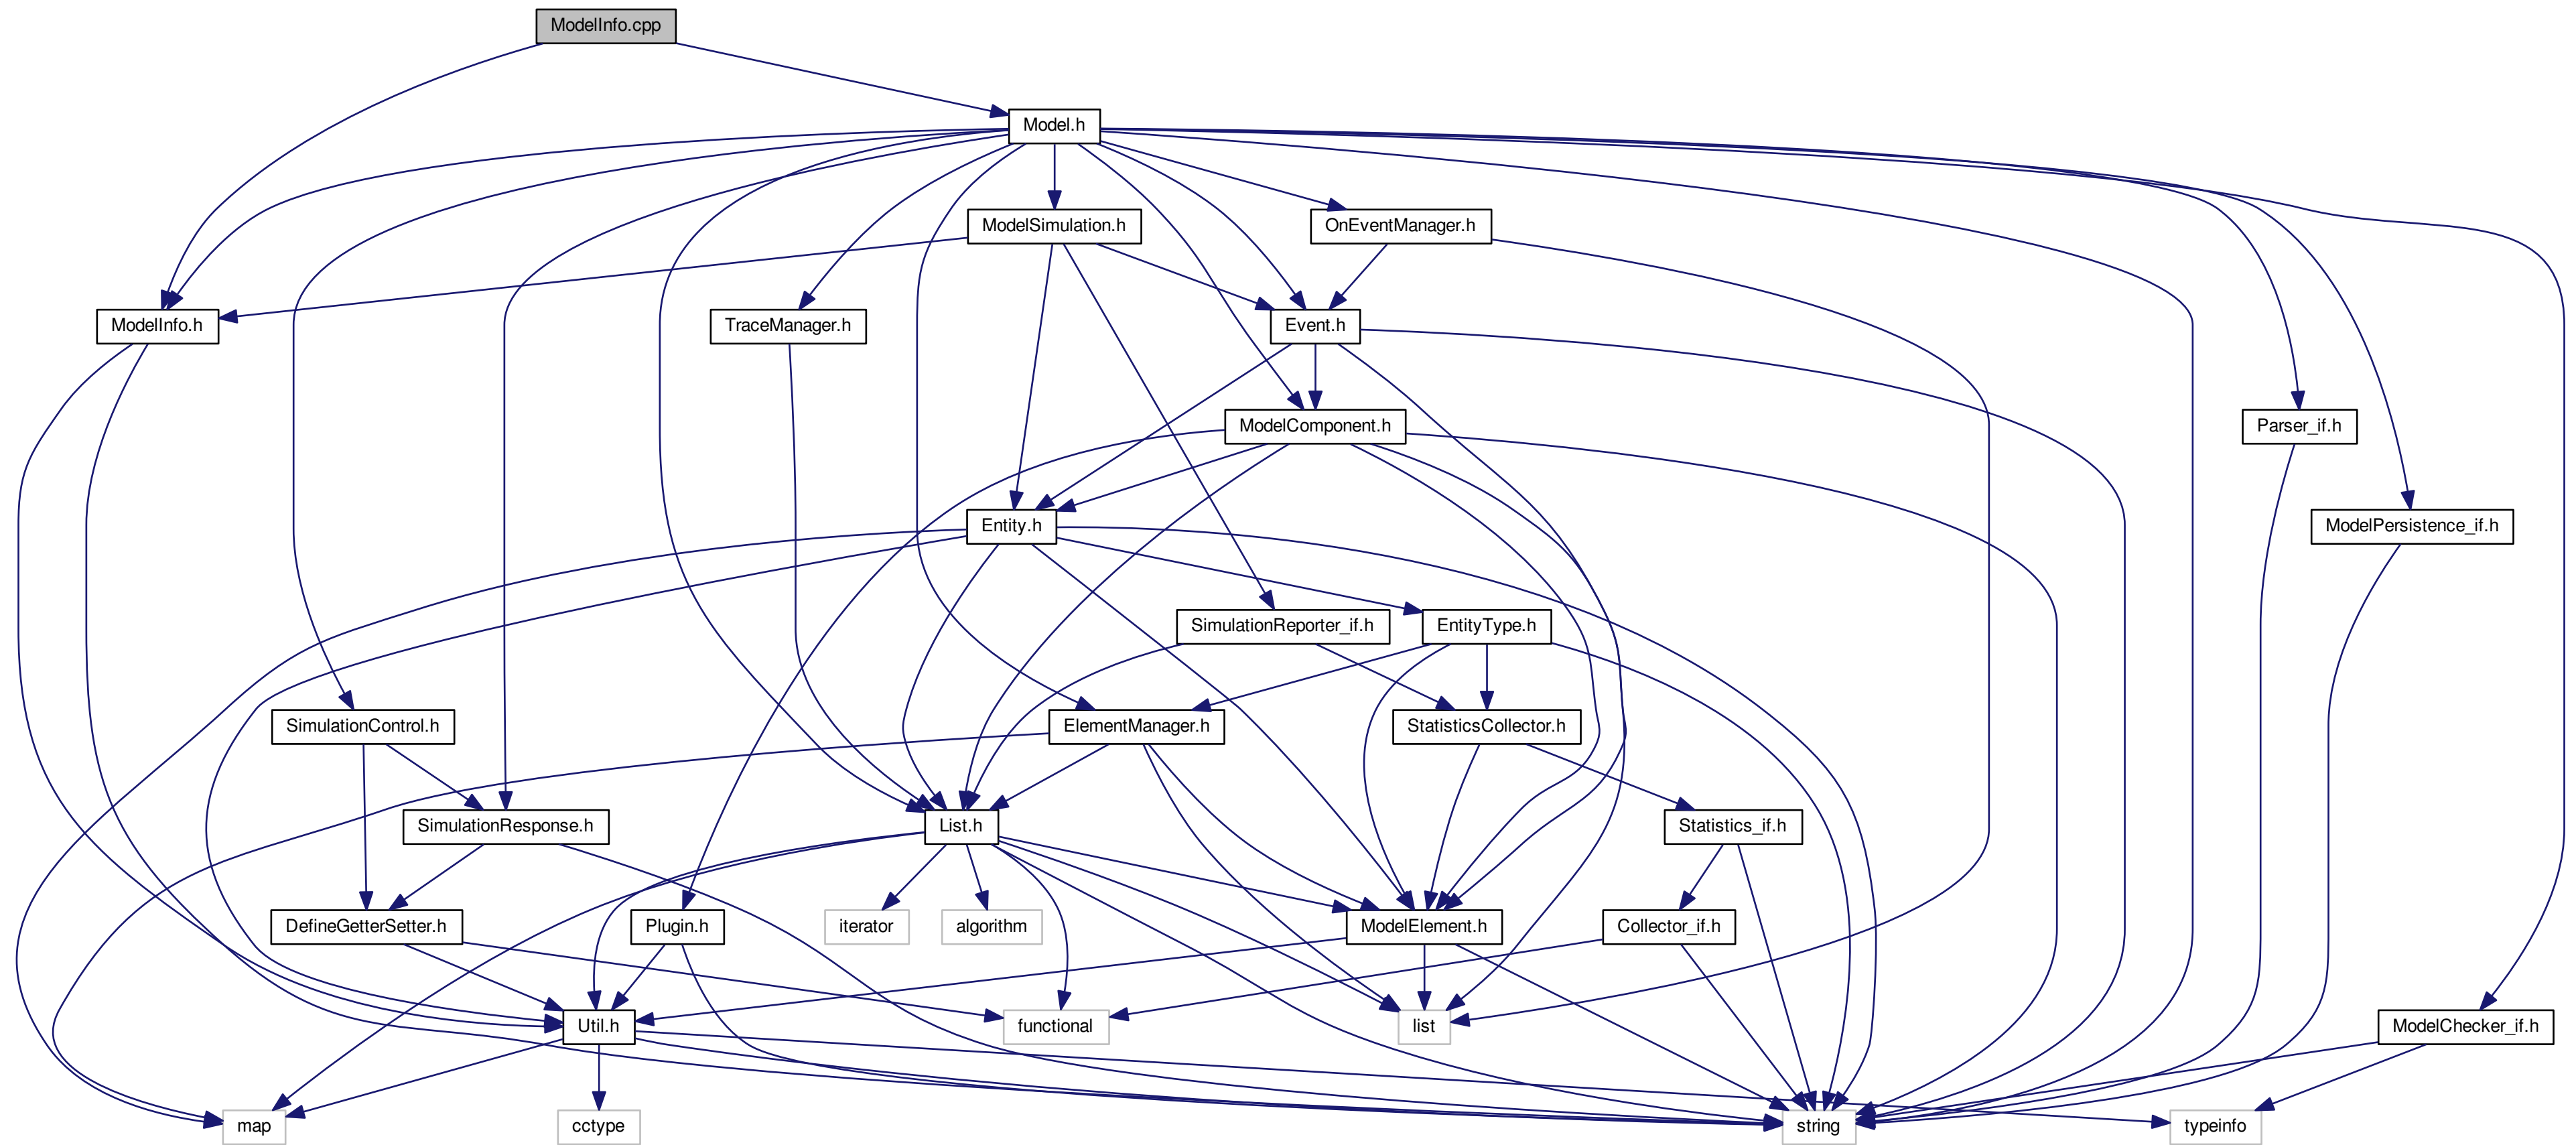 ModelInfo.cpp
Model.h
ModelSimulation.h
OnEventManager.h
ModelInfo.h
TraceManager.h
Event.h
ModelComponent.h
Parser_if.h
Entity.h
ModelPersistence_if.h
SimulationReporter_if.h
EntityType.h
SimulationControl.h
ElementManager.h
StatisticsCollector.h
SimulationResponse.h
List.h
Statistics_if.h
DefineGetterSetter.h
Plugin.h
iterator
algorithm
ModelElement.h
Collector_if.h
Util.h
functional
list
ModelChecker_if.h
map
cctype
string
typeinfo